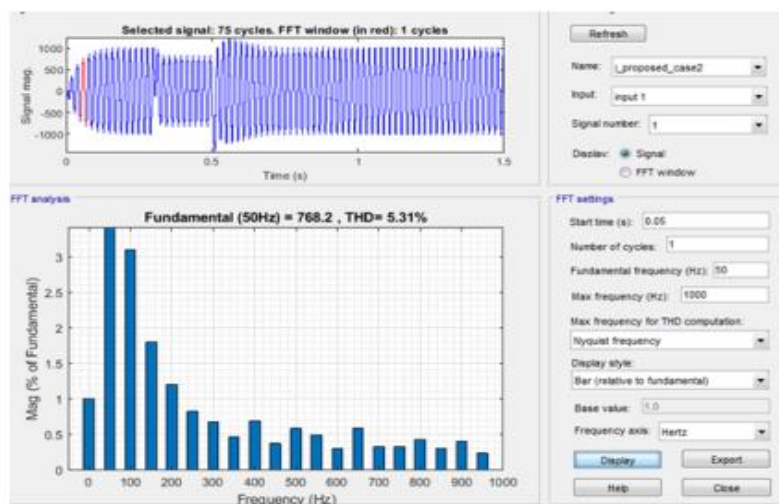 Selected signal: 75 cycles. FFT window (in red): 1 cycles
1000
500
0
-500
-1000
Signal mag.
0
0.5
1
1.5
Time (s)
Refresh
Name: i_proposed_case2
Input: input 1
Signal number: 1
Display: Signal
FFT window
FFT analysis
Fundamental (50Hz) = 768.2 , THD= 5.31%
3
2.5
2
1.5
1
0.5
0
Mag (% of Fundamental)
0 100 200 300 400 500 600 700 800 900 1000
Frequency (Hz)
FFT settings
Start time (s): 0.05
Number of cycles: 1
Fundamental frequency (Hz): 50
Max frequency (Hz): 1000
Max frequency for THD computation:
Nyquist frequency
Display style:
Bar (relative to fundamental)
Base value: 1.0
Frequency axis: Hertz
Display Export
Help Close